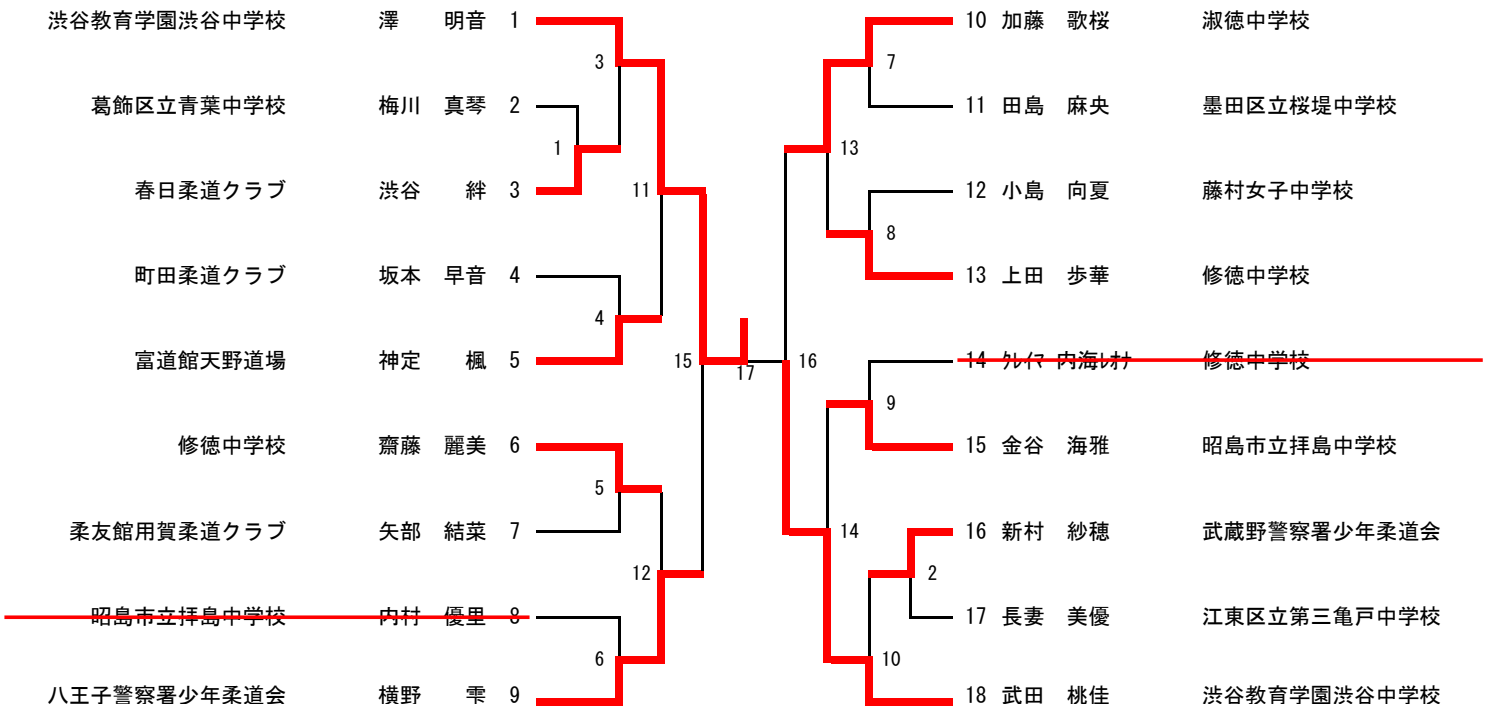 渋谷教育学園渋谷中学校 澤 明音 1
3
葛飾区立青葉中学校 梅川 真琴 2
1
春日柔道クラブ 渋谷 絆 3
11
町田柔道クラブ 坂本 早音 4
4
富道館天野道場 神定 楓 5
15
17
修徳中学校 齋藤 麗美 6
5
柔友館用賀柔道クラブ 矢部 結菜 7
12
昭島市立拝島中学校 内村 優里 8
6
八王子警察署少年柔道会 横野 雫 9
10 加藤 歌桜 淑徳中学校
7
11 田島 麻央 墨田区立桜堤中学校
13
12 小島 向夏 藤村女子中学校
8
13 上田 歩華 修徳中学校
16
14 ｸﾚｲﾏ 内海ﾚｵﾅ 修徳中学校
9
15 金谷 海雅 昭島市立拝島中学校
14
16 新村 紗穂 武蔵野警察署少年柔道会
2
17 長妻 美優 江東区立第三亀戸中学校
10
18 武田 桃佳 渋谷教育学園渋谷中学校